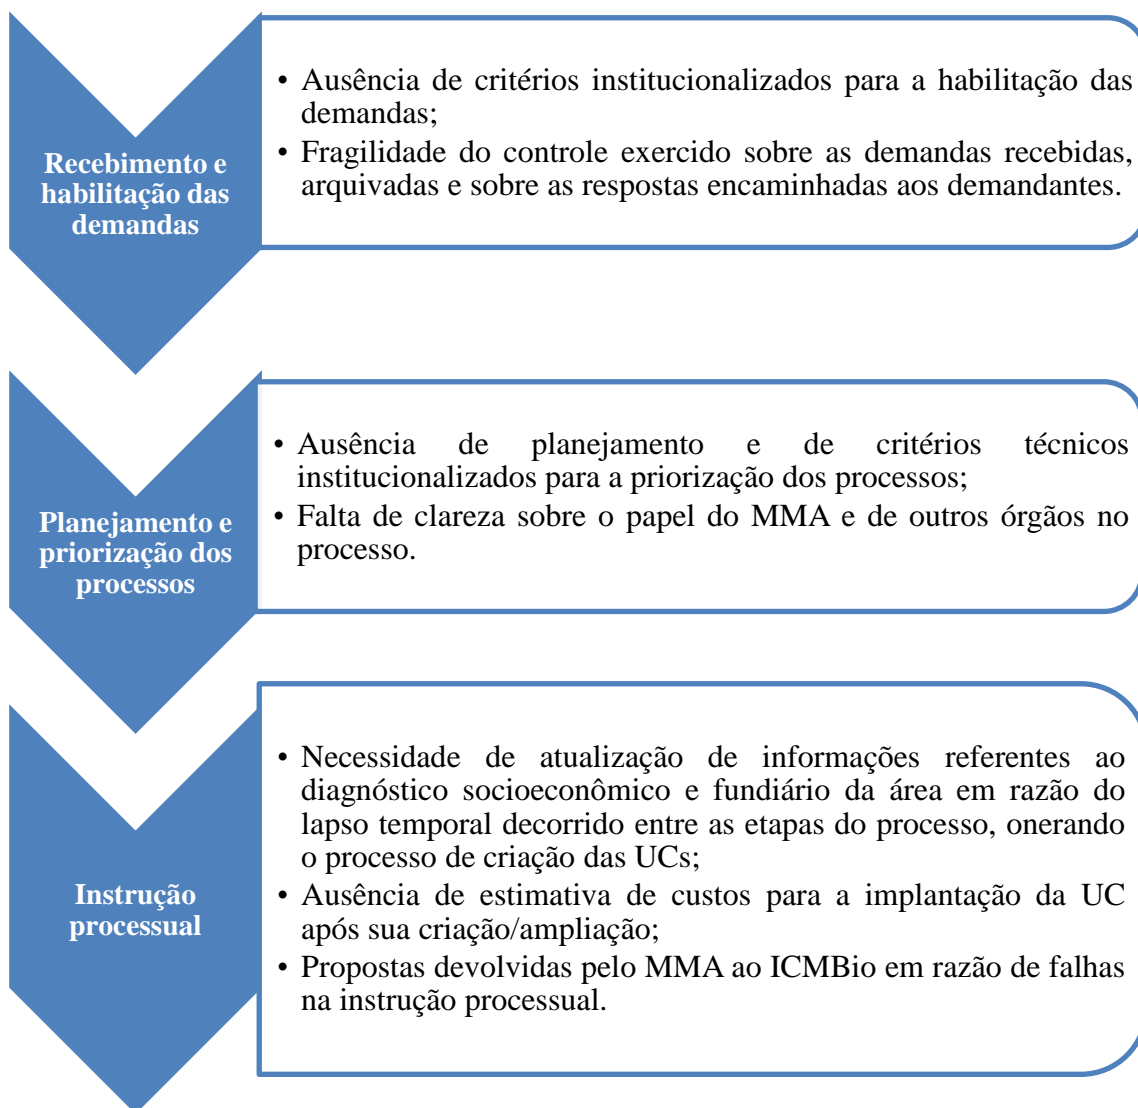 Recebimento e
habilitação das
demandas
• Ausência de critérios institucionalizados para a habilitação das
demandas;
• Fragilidade do controle exercido sobre as demandas recebidas,
arquivadas e sobre as respostas encaminhadas aos demandantes.
Planejamento e
priorização dos
processos
• Ausência de planejamento e de critérios técnicos
institucionalizados para a priorização dos processos;
• Falta de clareza sobre o papel do MMA e de outros órgãos no
processo.
Instrução
processual
• Necessidade de atualização de informações referentes ao
diagnóstico socioeconômico e fundiário da área em razão do
lapso temporal decorrido entre as etapas do processo, onerando
o processo de criação das UCs;
• Ausência de estimativa de custos para a implantação da UC
após sua criação/ampliação;
• Propostas devolvidas pelo MMA ao ICMBio em razão de falhas
na instrução processual.